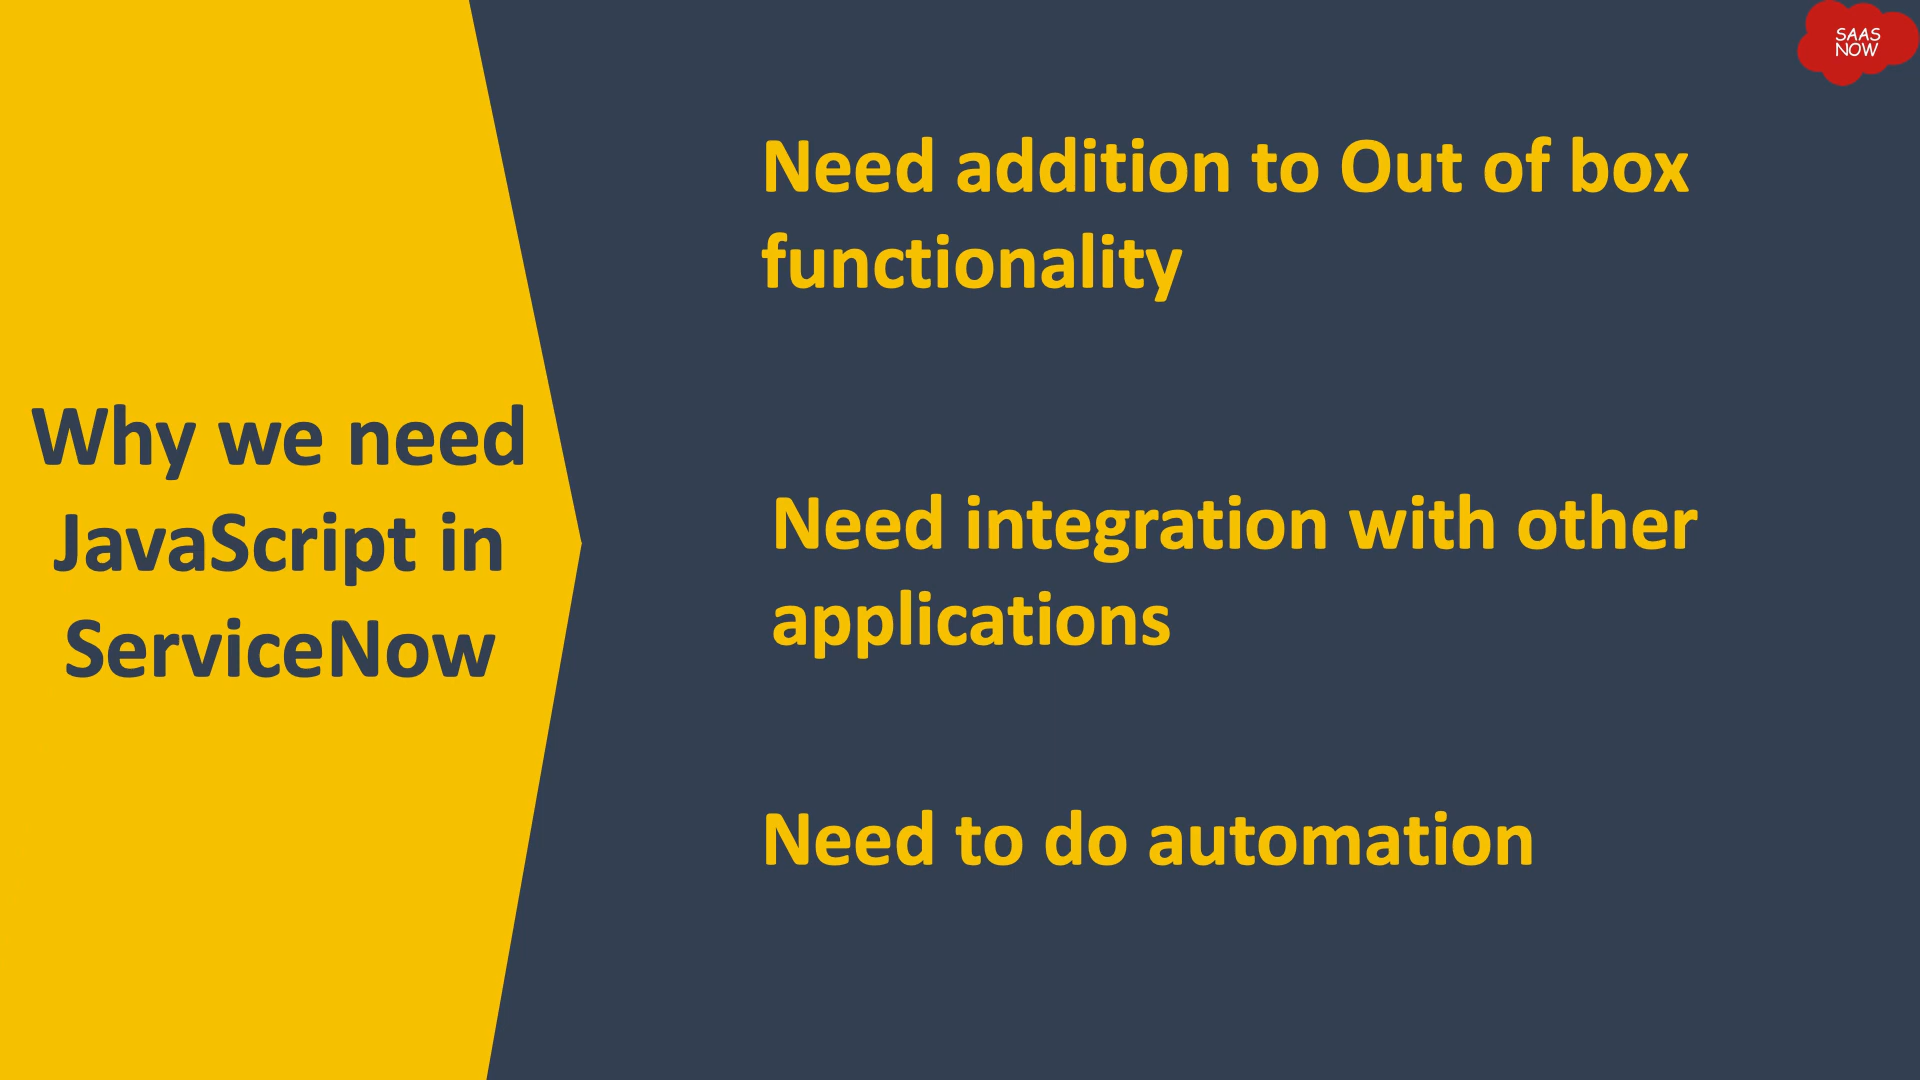 Why we need
JavaScript in
ServiceNow
Need addition to Out of box
functionality
Need integration with other
applications
Need to do automation
SAAS
NOW